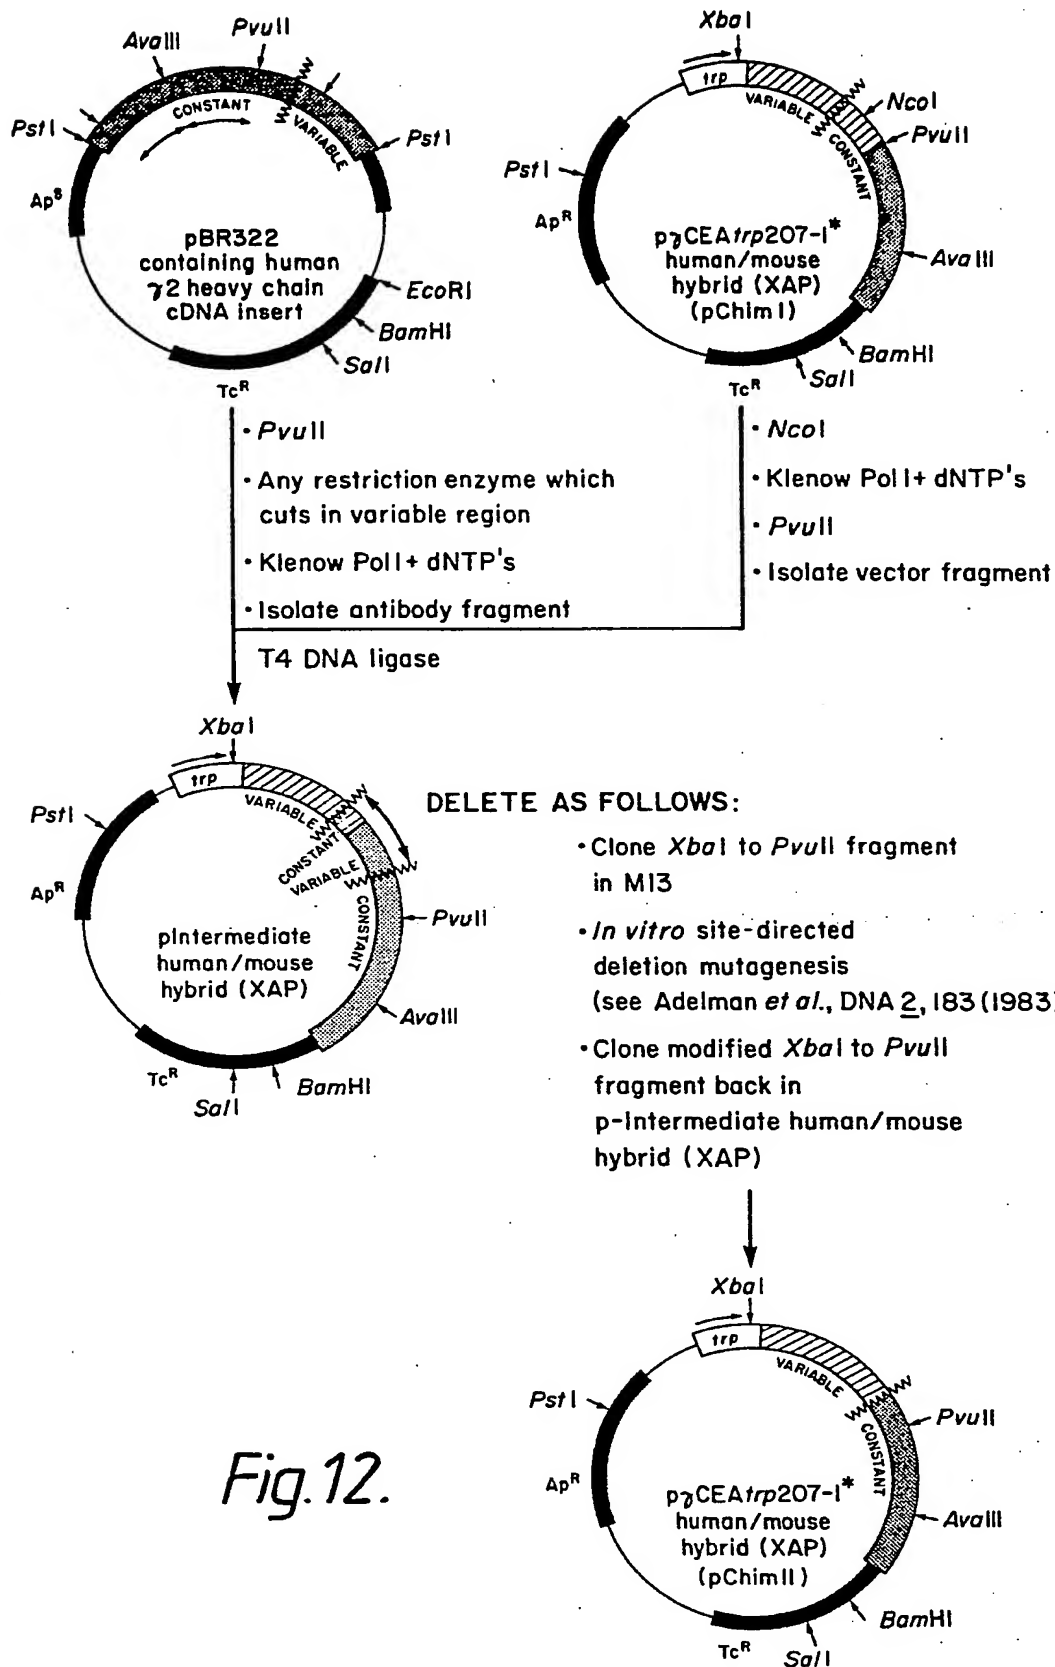 PvuII
AvaIII
PstI
CONSTANT
VARIABLE
PstI
Ap^S
pBR322
containing human
γ2 heavy chain
cDNA insert
EcoRI
BamHI
SalI
Tc^R
XbaI
trp
VARIABLE
CONSTANT
NcoI
PvuII
PstI
Ap^R
pγCEAtrp207-1*
human/mouse
hybrid (XAP)
(pChim I)
AvaIII
BamHI
SalI
Tc^R
• PvuII
• Any restriction enzyme which
cuts in variable region
• Klenow Pol I + dNTP's
• Isolate antibody fragment
• NcoI
• Klenow Pol I + dNTP's
• PvuII
• Isolate vector fragment
T4 DNA ligase
XbaI
trp
VARIABLE
CONSTANT
VARIABLE
CONSTANT
PstI
Ap^R
pIntermediate
human/mouse
hybrid (XAP)
PvuII
AvaIII
BamHI
SalI
Tc^R
DELETE AS FOLLOWS:
• Clone XbaI to PvuII fragment
in M13
• In vitro site-directed
deletion mutagenesis
(see Adelman et al., DNA 2, 183 (1983)
• Clone modified XbaI to PvuII
fragment back in
p-Intermediate human/mouse
hybrid (XAP)
XbaI
trp
VARIABLE
CONSTANT
PstI
Ap^R
pγCEAtrp207-1*
human/mouse
hybrid (XAP)
(pChim II)
PvuII
AvaIII
BamHI
SalI
Tc^R
Fig.12.